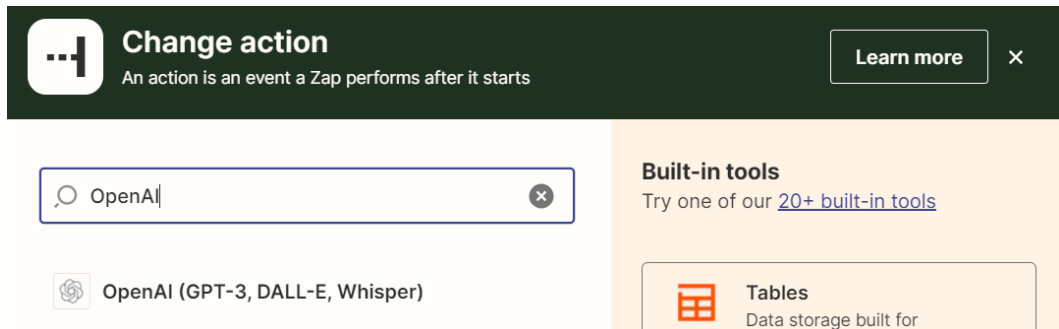 Change action
An action is an event a Zap performs after it starts
Learn more
OpenAI
OpenAI (GPT-3, DALL-E, Whisper)
Built-in tools
Try one of our 20+ built-in tools
Tables
Data storage built for